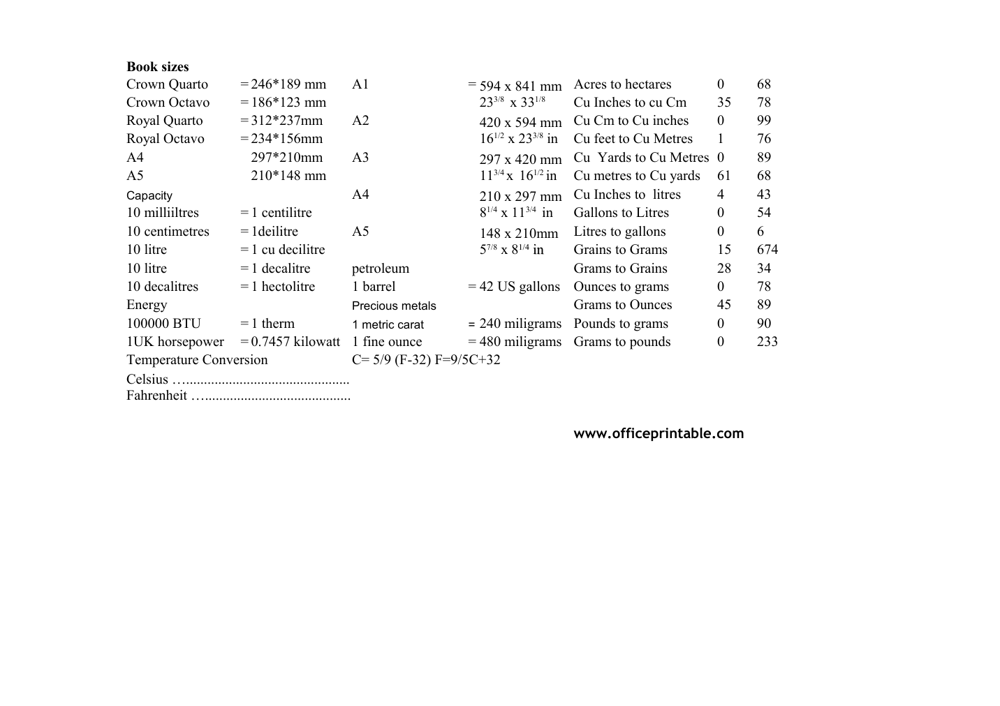 Book sizes
Crown Quarto = 246*189 mm A1 = 594 x 841 mm Acres to hectares 0 68
Crown Octavo = 186*123 mm 23 3/8 x 33 1/8 Cu Inches to cu Cm 35 78
Royal Quarto = 312*237mm A2 420 x 594 mm Cu Cm to Cu inches 0 99
Royal Octavo = 234*156mm 16 1/2 x 23 3/8 in Cu feet to Cu Metres 1 76
A4 297*210mm A3 297 x 420 mm Cu Yards to Cu Metres 0 89
A5 210*148 mm 11 3/4 x 16 1/2 in Cu metres to Cu yards 61 68
Capacity A4 210 x 297 mm Cu Inches to litres 4 43
10 milliiltres = 1 centilitre 8 1/4 x 11 3/4 in Gallons to Litres 0 54
10 centimetres = 1deilitre A5 148 x 210mm Litres to gallons 0 6
10 litre = 1 cu decilitre 5 7/8 x 8 1/4 in Grains to Grams 15 674
10 litre = 1 decalitre petroleum Grams to Grains 28 34
10 decalitres = 1 hectolitre 1 barrel = 42 US gallons Ounces to grams 0 78
Energy Precious metals Grams to Ounces 45 89
100000 BTU = 1 therm 1 metric carat = 240 miligrams Pounds to grams 0 90
1UK horsepower = 0.7457 kilowatt 1 fine ounce = 480 miligrams Grams to pounds 0 233
Temperature Conversion C= 5/9 (F-32) F=9/5C+32
Celsius ….............................................
Fahrenheit ….........................................
www.officeprintable.com